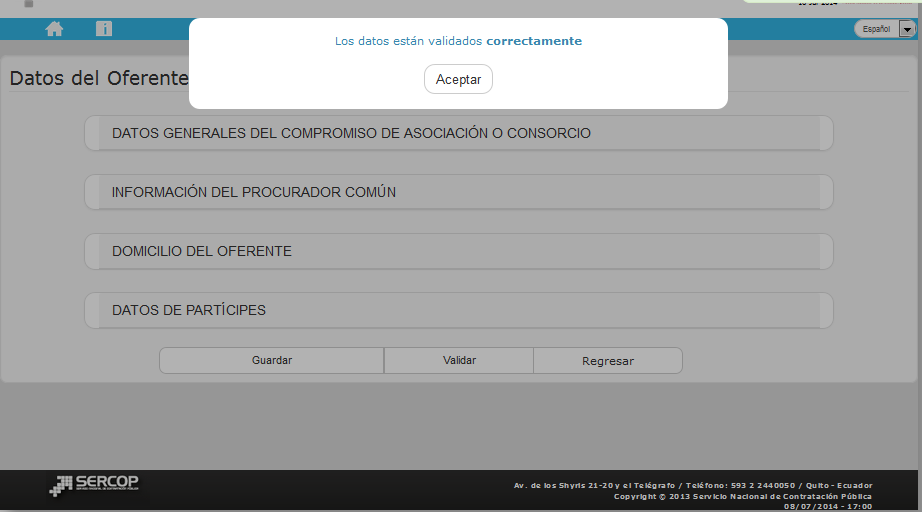 Español
Los datos están validados correctamente
Aceptar
Datos del Oferente
DATOS GENERALES DEL COMPROMISO DE ASOCIACIÓN O CONSORCIO
INFORMACIÓN DEL PROCURADOR COMÚN
DOMICILIO DEL OFERENTE
DATOS DE PARTÍCIPES
Guardar Validar Regresar
SERCOP
Av. de los Shyris 21-20 y el Telégrafo / Teléfono: 593 2 2440050 / Quito - Ecuador
Copyright © 2013 Servicio Nacional de Contratación Pública
08/07/2014 - 17:00